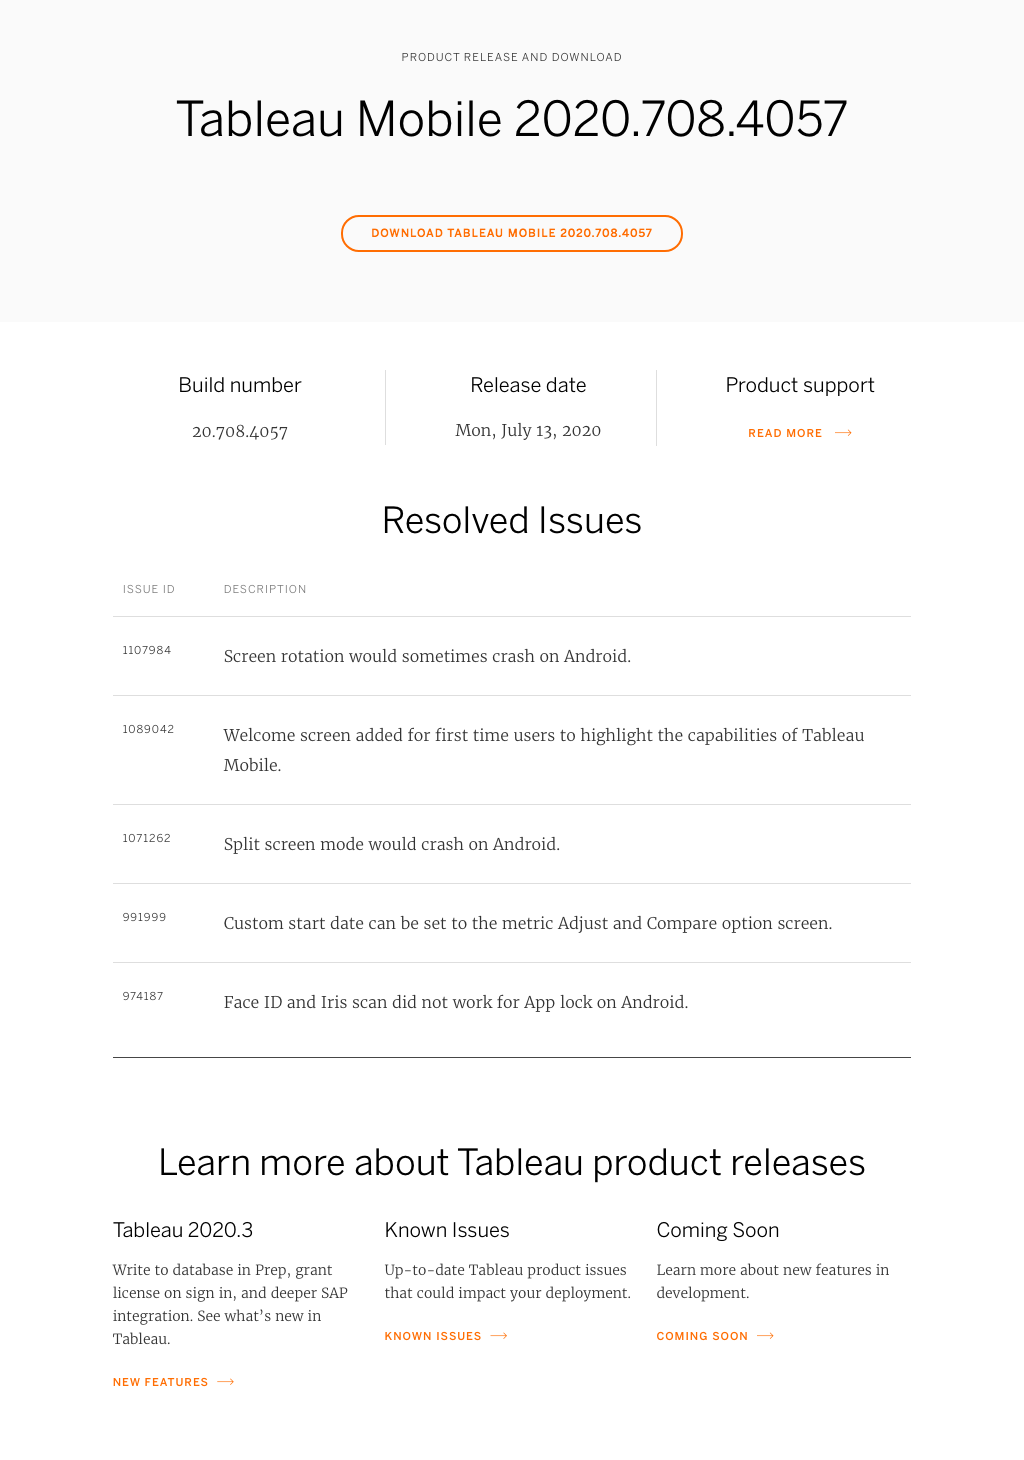 PRODUCT RELEASE AND DOWNLOAD
Tableau Mobile 2020.708.4057
DOWNLOAD TABLEAU MOBILE 2020.708.4057
Build number
20.708.4057
Release date
Mon, July 13, 2020
Product support
READ MORE
Resolved Issues
ISSUE ID DESCRIPTION
1107984 Screen rotation would sometimes crash on Android.
1089042 Welcome screen added for first time users to highlight the capabilities of Tableau
Mobile.
1071262 Split screen mode would crash on Android.
991999 Custom start date can be set to the metric Adjust and Compare option screen.
974187 Face ID and Iris scan did not work for App lock on Android.
Learn more about Tableau product releases
Tableau 2020.3
Write to database in Prep, grant
license on sign in, and deeper SAP
integration. See what’s new in
Tableau.
NEW FEATURES
Known Issues
Up-to-date Tableau product issues
that could impact your deployment.
KNOWN ISSUES
Coming Soon
Learn more about new features in
development.
COMING SOON